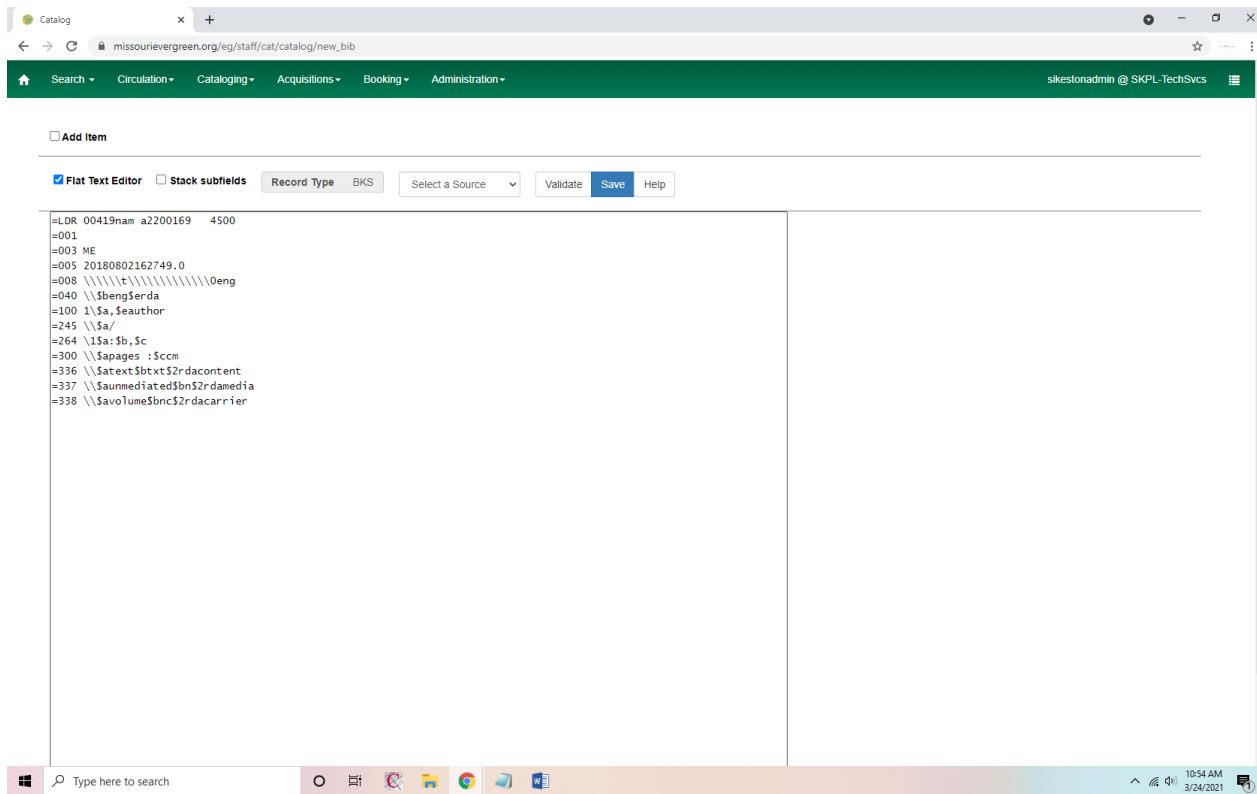 Catalog
missourievergreen.org/eg/staff/cat/catalog/new_bib
Search Circulation Cataloging Acquisitions Booking Administration sikestonadmin @ SKPL-TechSvcs
Add Item
Flat Text Editor Stack subfields Record Type BKS Select a Source Validate Save Help
=LDR 00419nam a2200169   4500
=001
=003 ME
=005 20180802162749.0
=008 \\\\\\t\\\\\\\\\\\\\0eng
=040 \\$beng$erda
=100 1\$a,$eauthor
=245 \\$a/
=264 \1$a:$b,$c
=300 \\$apages :$ccm
=336 \\$atext$btxt$2rdacontent
=337 \\$aunmediated$bn$2rdamedia
=338 \\$avolume$bnc$2rdacarrier
Type here to search
10:54 AM
3/24/2021